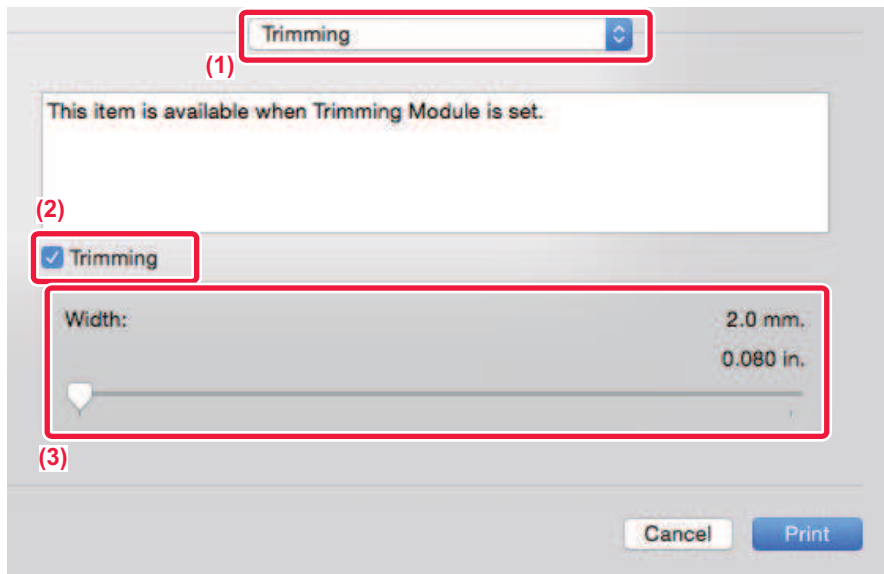 Trimming
(1)
This item is available when Trimming Module is set.
(2)
Trimming
Width:
2.0 mm.
0.080 in.
(3)
Cancel
Print